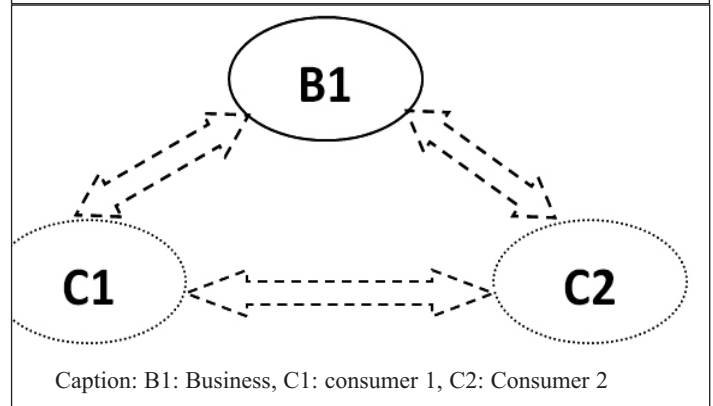 B1
C1
C2
Caption: B1: Business, C1: consumer 1, C2: Consumer 2